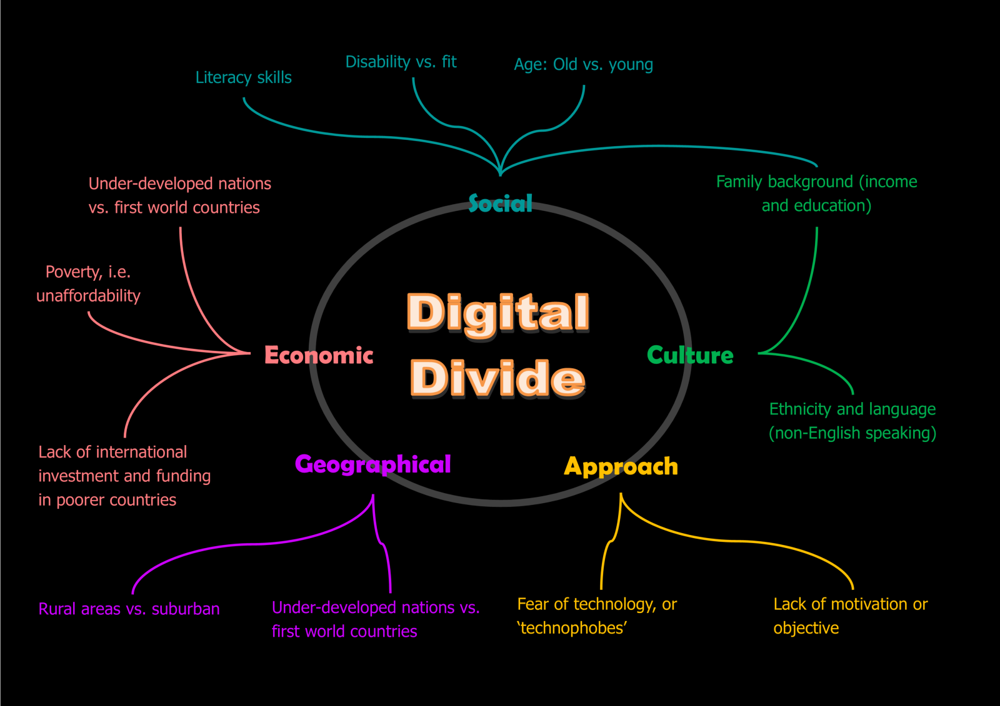 Disability vs. fit
Age: Old vs. young
Literacy skills
Under-developed nations
vs. first world countries
Family background (income
and education)
Social
Poverty, i.e.
unaffordability
Digital
Divide
Economic
Culture
Ethnicity and language
(non-English speaking)
Lack of international
investment and funding
in poorer countries
Geographical
Approach
Rural areas vs. suburban
Under-developed nations vs.
first world countries
Fear of technology, or
‘technophobes’
Lack of motivation or
objective